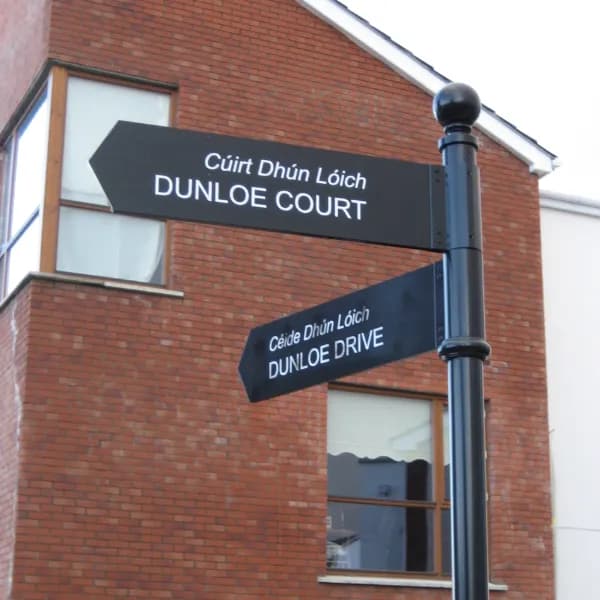 Cúirt Dhún Lóich
DUNLOE COURT
Céide Dhún Lóich
DUNLOE DRIVE